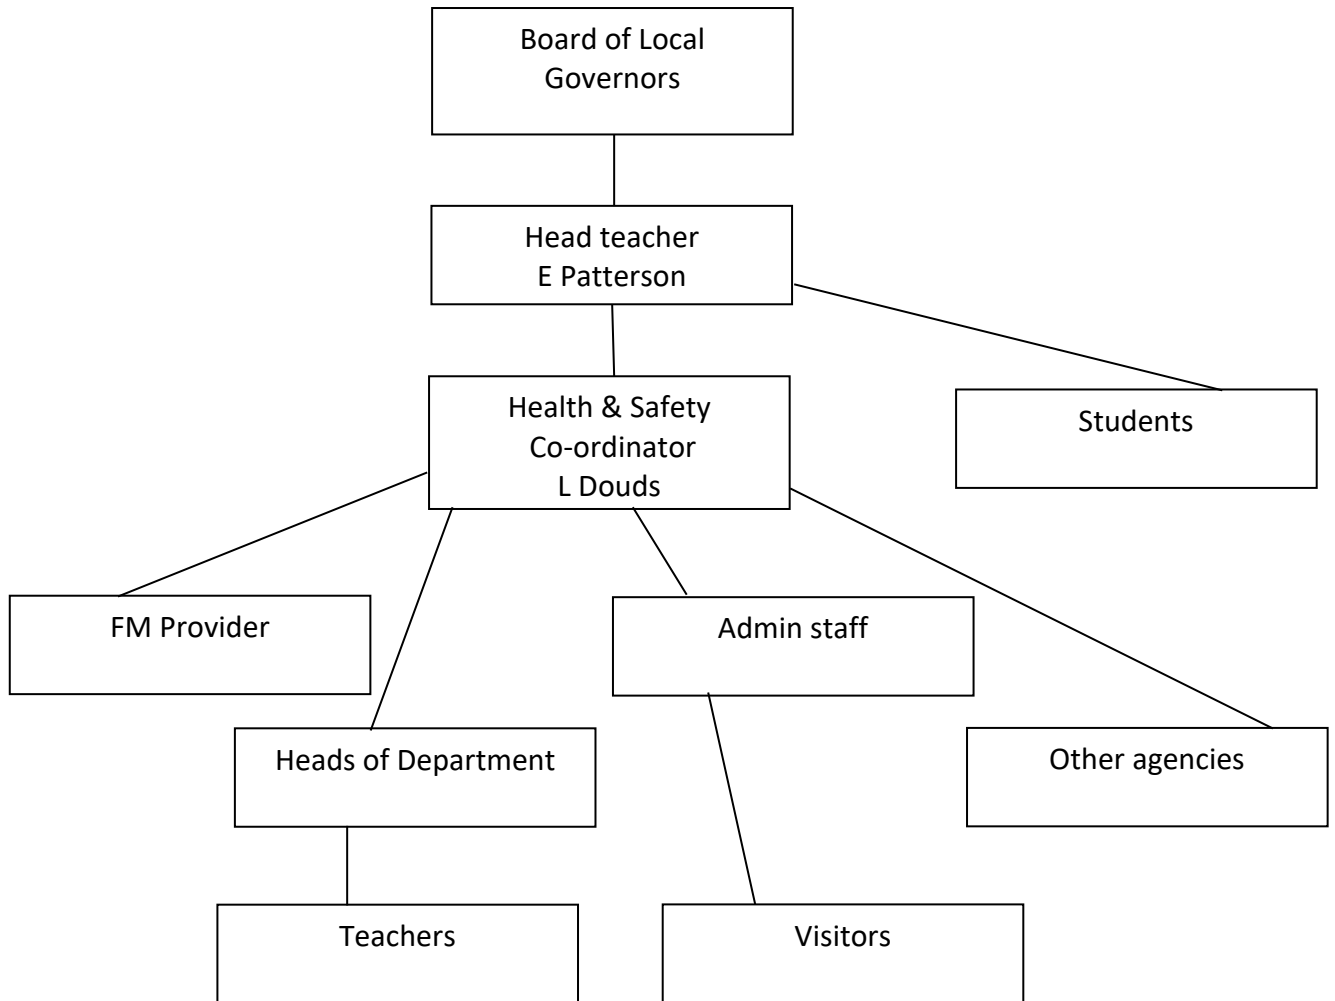 Board of Local
Governors
Head teacher
E Patterson
Health & Safety
Co-ordinator
L Douds
Students
FM Provider
Admin staff
Heads of Department
Other agencies
Teachers
Visitors